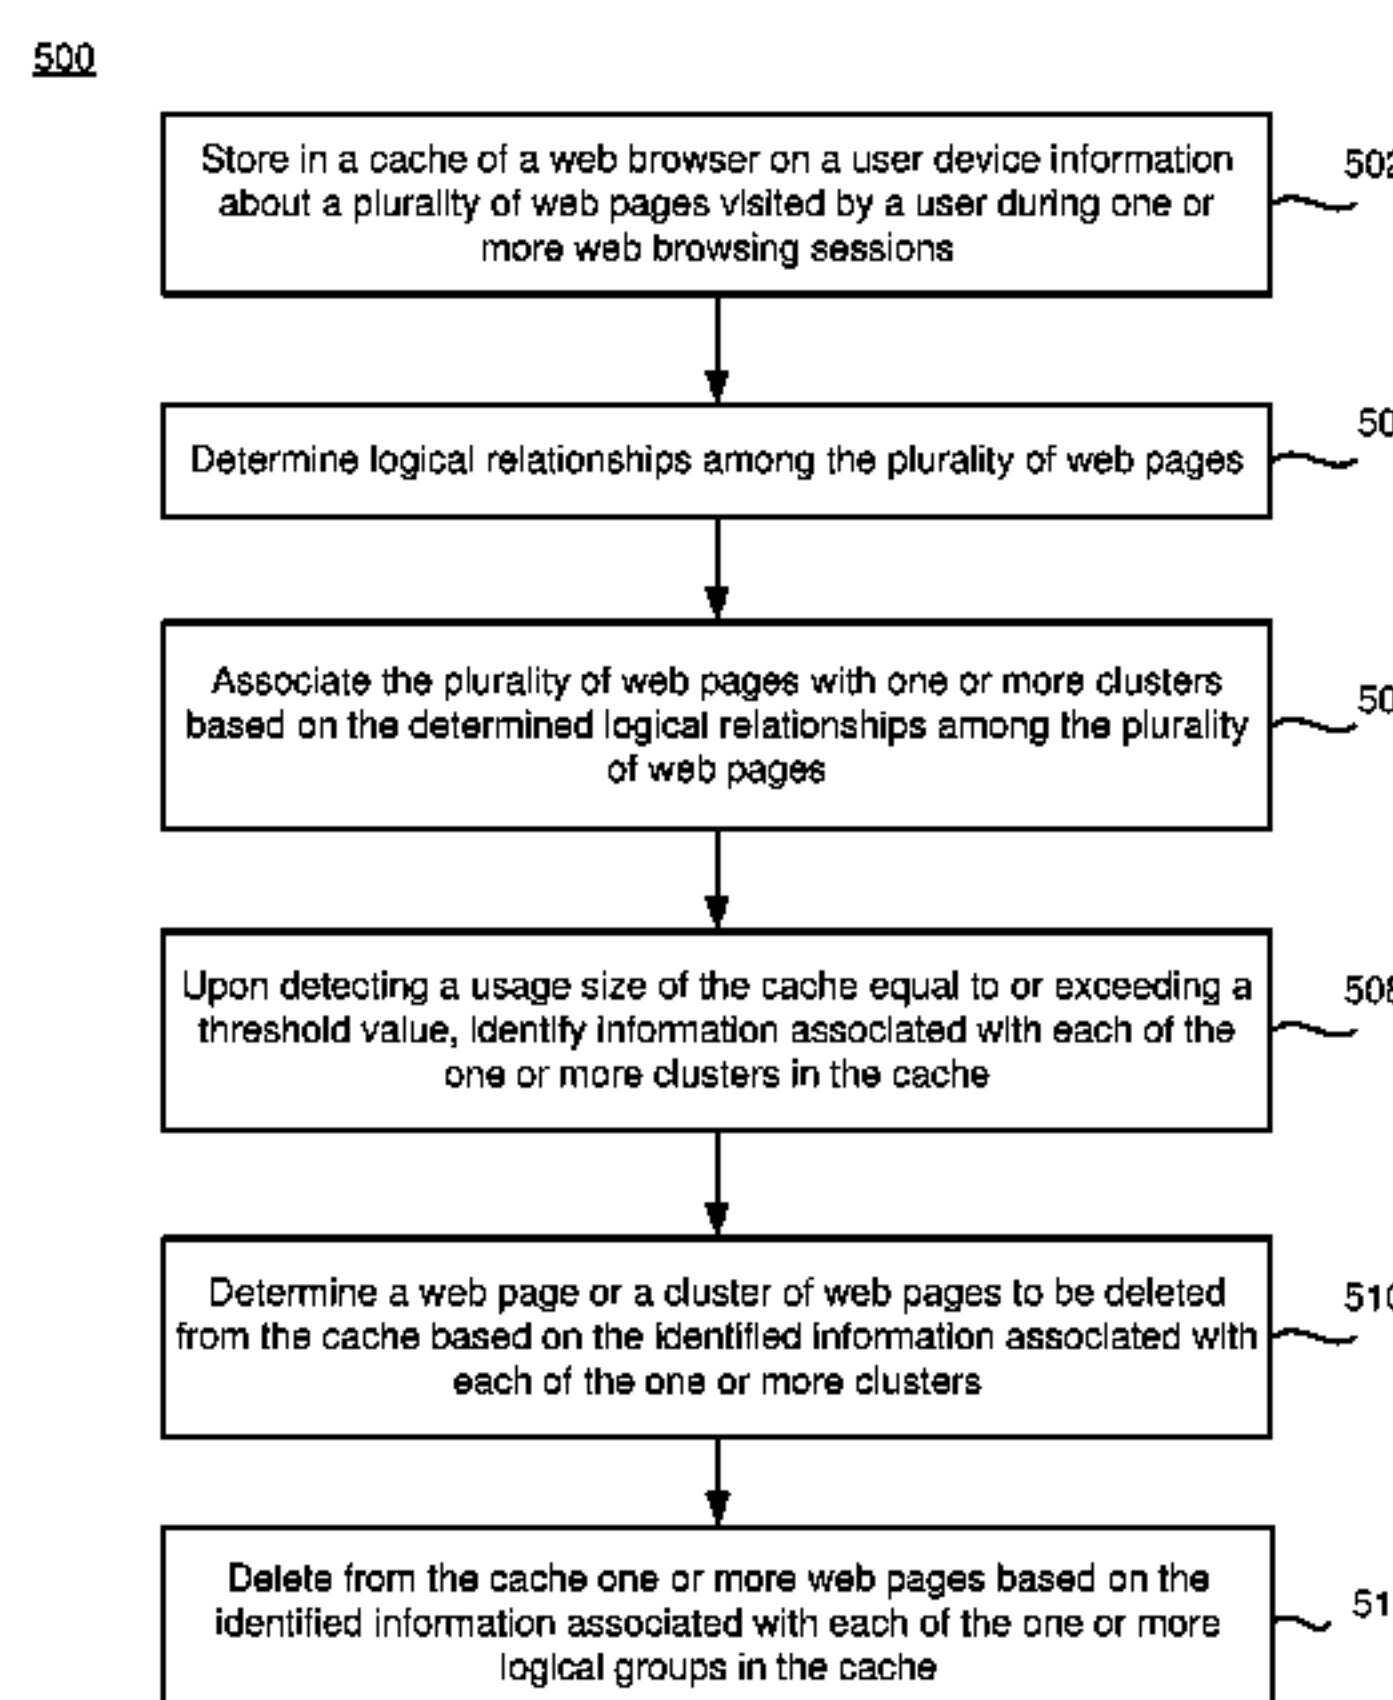 500
Store in a cache of a web browser on a user device information
about a plurality of web pages visited by a user during one or
more web browsing sessions
502
Determine logical relationships among the plurality of web pages
50
Associate the plurality of web pages with one or more clusters
based on the determined logical relationships among the plurality
of web pages
50
Upon detecting a usage size of the cache equal to or exceeding a
threshold value, identify information associated with each of the
one or more clusters in the cache
508
Determine a web page or a cluster of web pages to be deleted
from the cache based on the identified information associated with
each of the one or more clusters
510
Delete from the cache one or more web pages based on the
identified information associated with each of the one or more
logical groups in the cache
51